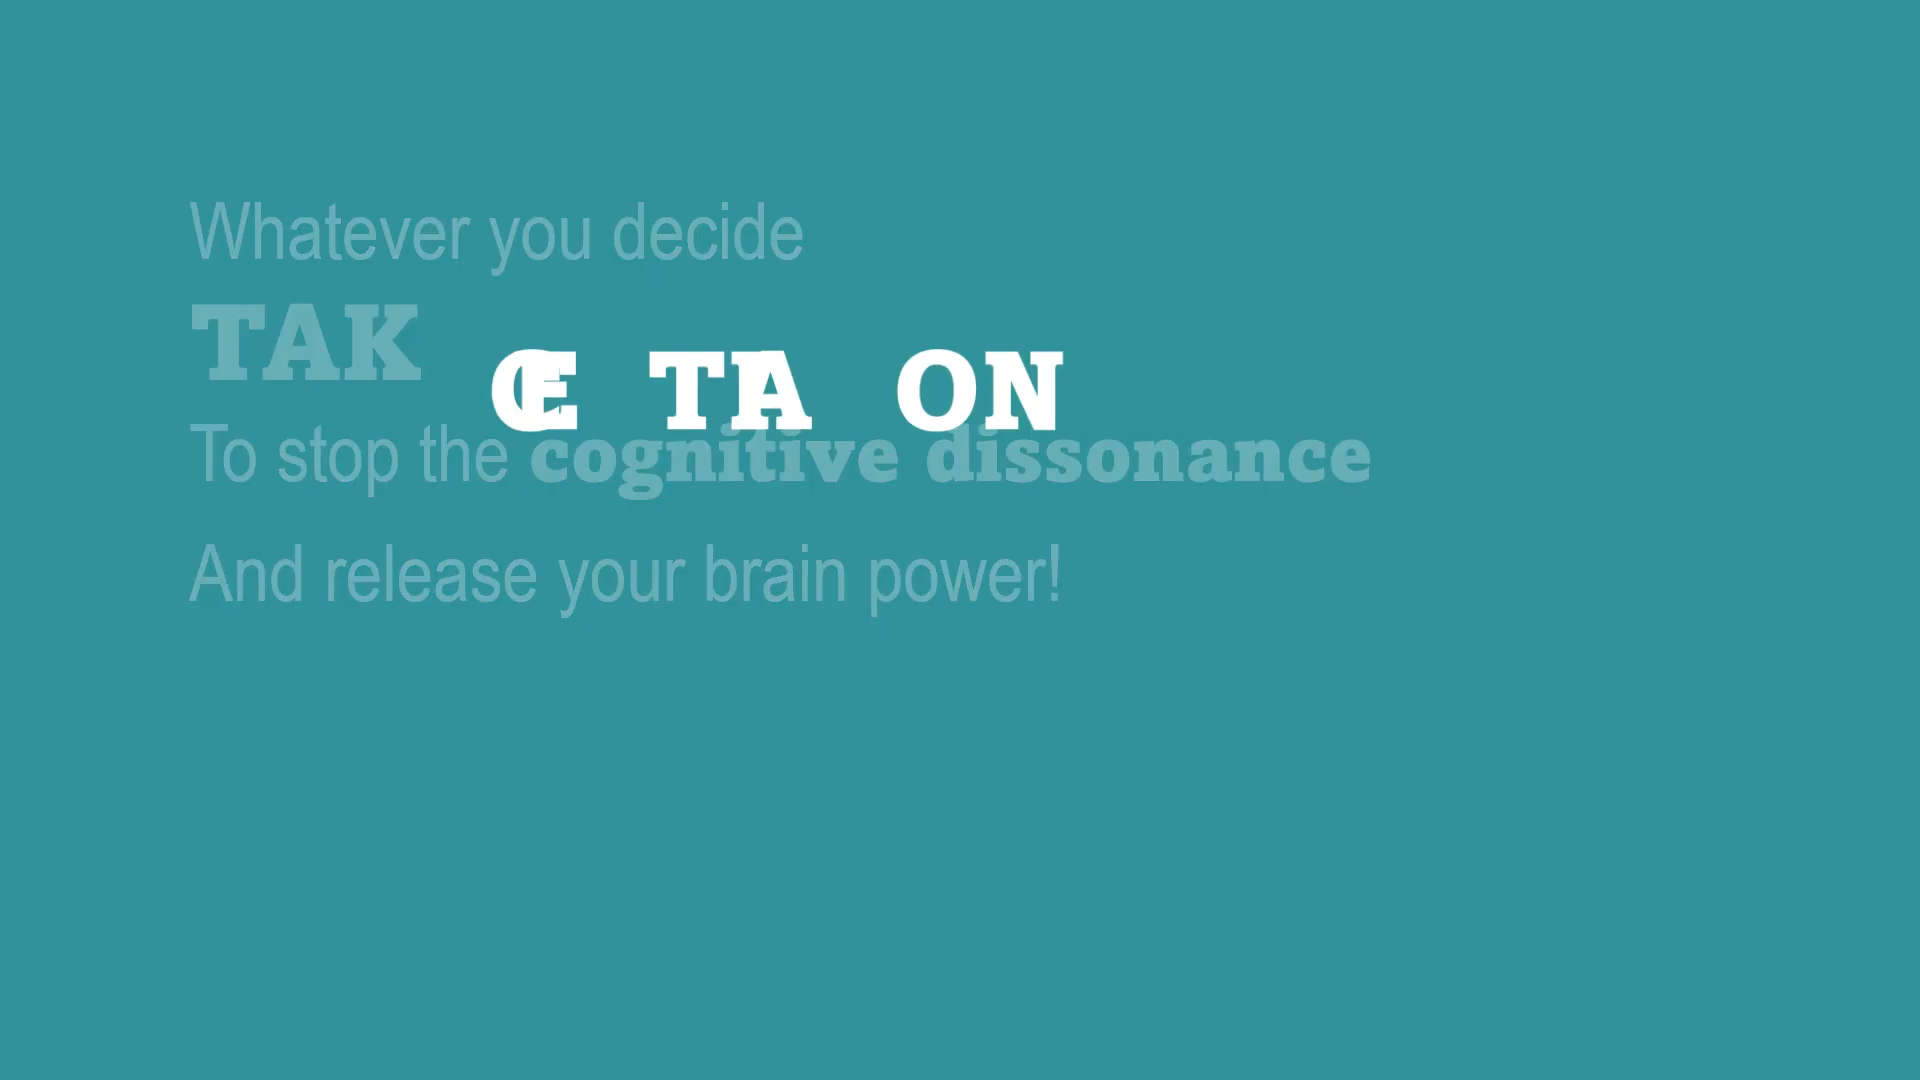 Whatever you decide
TAK
To stop the cognitive dissonance
And release your brain power!